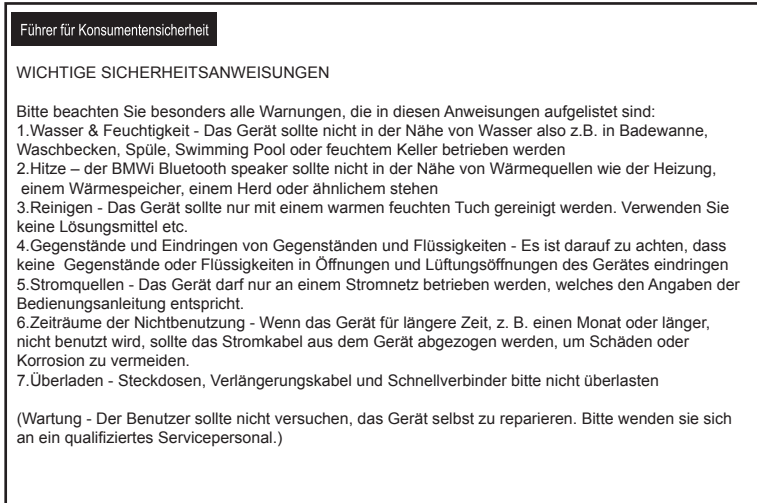 Führer für Konsumentensicherheit
WICHTIGE SICHERHEITSANWEISUNGEN
Bitte beachten Sie besonders alle Warnungen, die in diesen Anweisungen aufgelistet sind:
1.Wasser & Feuchtigkeit - Das Gerät sollte nicht in der Nähe von Wasser also z.B. in Badewanne,
Waschbecken, Spüle, Swimming Pool oder feuchtem Keller betrieben werden
2.Hitze – der BMWi Bluetooth speaker sollte nicht in der Nähe von Wärmequellen wie der Heizung,
einem Wärmespeicher, einem Herd oder ähnlichem stehen
3.Reinigen - Das Gerät sollte nur mit einem warmen feuchten Tuch gereinigt werden. Verwenden Sie
keine Lösungsmittel etc.
4.Gegenstände und Eindringen von Gegenständen und Flüssigkeiten - Es ist darauf zu achten, dass
keine Gegenstände oder Flüssigkeiten in Öffnungen und Lüftungsöffnungen des Gerätes eindringen
5.Stromquellen - Das Gerät darf nur an einem Stromnetz betrieben werden, welches den Angaben der
Bedienungsanleitung entspricht.
6.Zeiträume der Nichtbenutzung - Wenn das Gerät für längere Zeit, z. B. einen Monat oder länger,
nicht benutzt wird, sollte das Stromkabel aus dem Gerät abgezogen werden, um Schäden oder
Korrosion zu vermeiden.
7.Überladen - Steckdosen, Verlängerungskabel und Schnellverbinder bitte nicht überlasten
(Wartung - Der Benutzer sollte nicht versuchen, das Gerät selbst zu reparieren. Bitte wenden sie sich
an ein qualifiziertes Servicepersonal.)